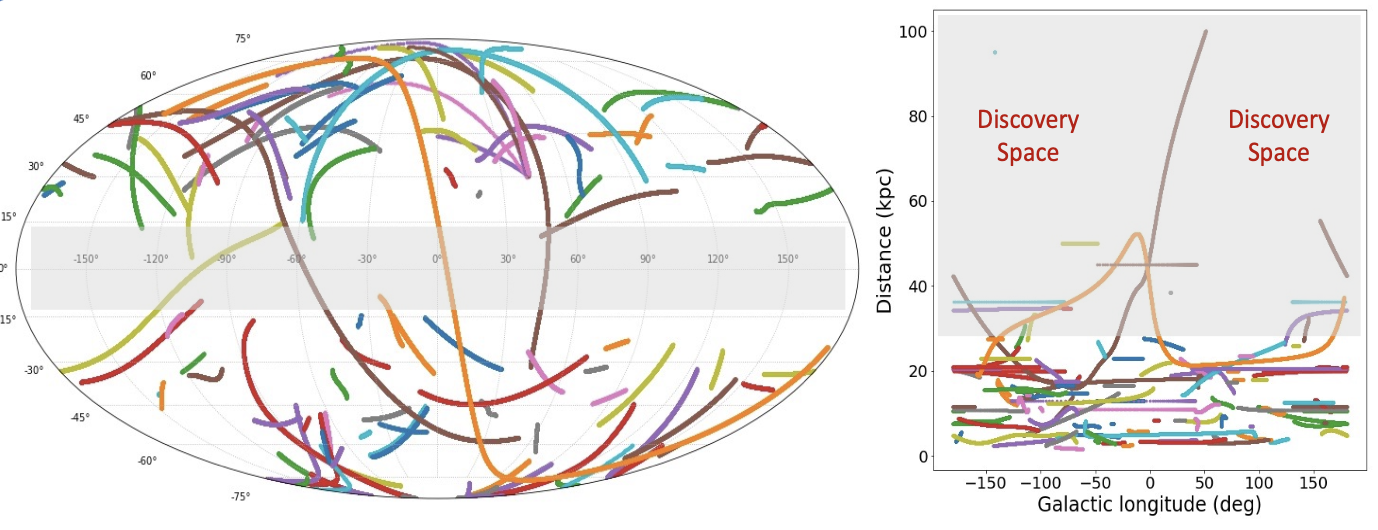 75°
60°
45°
30°
15°
0°
15°
-30°
-45°
-60°
-75°
-150° -120° -90° -60° -30° 0° 30° 60° 90° 120° 150°
Discovery
Space
Discovery
Space
Distance (kpc)
100
80
60
40
20
0
−150 −100 −50 0 50 100 150
Galactic longitude (deg)